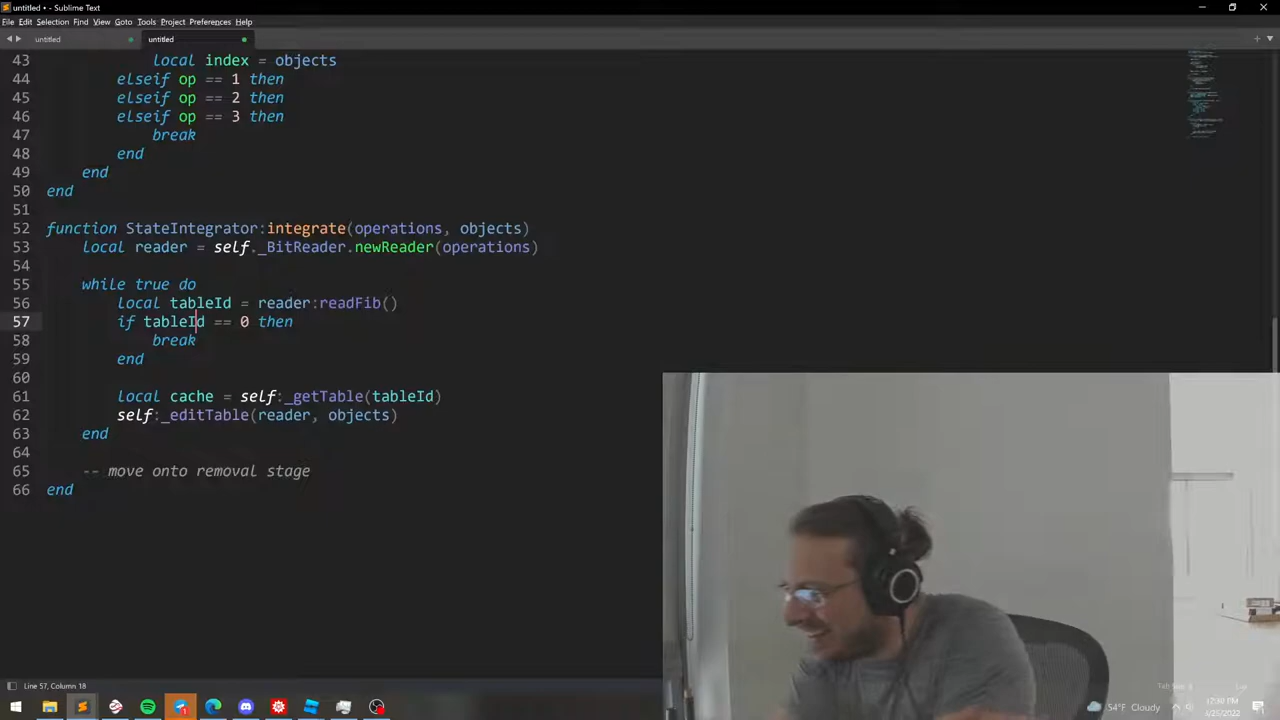 untitled • - Sublime Text
File Edit Selection Find View Goto Tools Project Preferences Help
untitled
untitled
43 local index = objects
44 elseif op == 1 then
45 elseif op == 2 then
46 elseif op == 3 then
47 break
48 end
49 end
50 end
51
52 function StateIntegrator:integrate(operations, objects)
53 local reader = self._BitReader.newReader(operations)
54
55 while true do
56 local tableId = reader:readFib()
57 if tableId == 0 then
58 break
59 end
60
61 local cache = self:_getTable(tableId)
62 self:_editTable(reader, objects)
63 end
64
65 -- move onto removal stage
66 end
Line 57, Column 18
54°F Cloudy